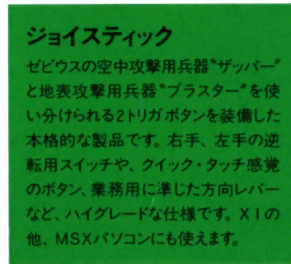 ジョイスティック
ゼビウスの空中攻撃用兵器〝ザッパー〟
と地表攻撃用兵器〝ブラスター〟を使
い分けられる2トリガボタンを装備した
本格的な製品です。右手、左手の逆
転用スイッチや、クイック・タッチ感覚
のボタン、業務用に準じた方向レバー
など、ハイグレードな仕様です。X1の
他、MSXパソコンにも使えます。